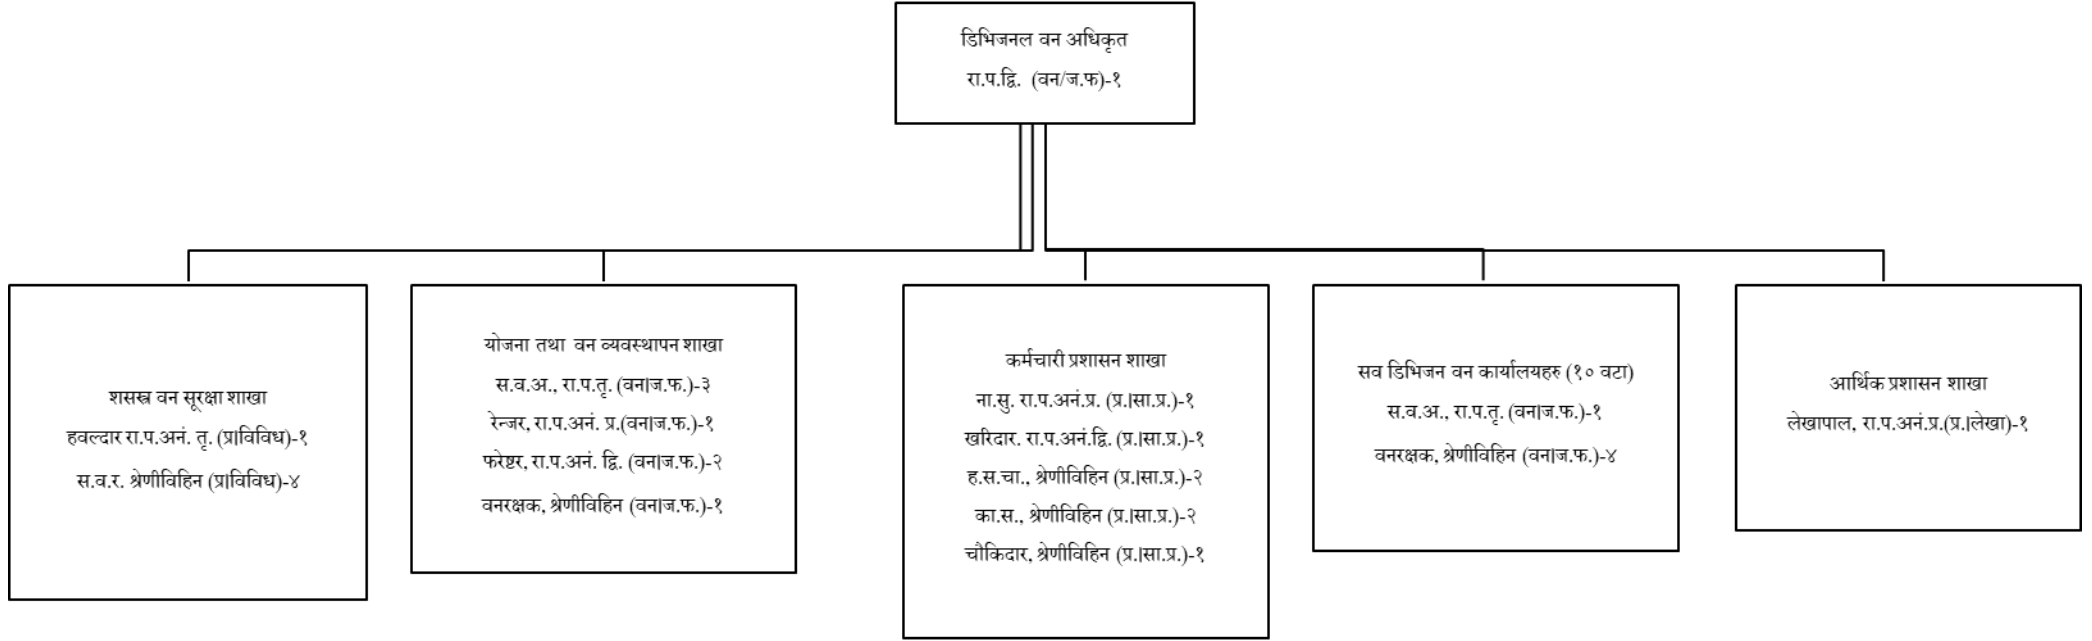 डिभिजनल वन अधिकृत
रा.प.द्वि. (वन/ज.फ)-१
शसस्त्र वन सूरक्षा शाखा
हवल्दार रा.प.अनं. तृ. (प्र|विविध)-१
स.व.र. श्रेणीविहिन (प्र|विविध)-४
योजना तथा वन व्यवस्थापन शाखा
स.व.अ., रा.प.तृ. (वन|ज.फ.)-३
रेन्जर, रा.प.अनं. प्र.(वन|ज.फ.)-१
फरेष्टर, रा.प.अनं. द्वि. (वन|ज.फ.)-२
वनरक्षक, श्रेणीविहिन (वन|ज.फ.)-१
कर्मचारी प्रशासन शाखा
ना.सु. रा.प.अनं.प्र. (प्र.|सा.प्र.)-१
खरिदार. रा.प.अनं.द्वि. (प्र.|सा.प्र.)-१
ह.स.चा., श्रेणीविहिन (प्र.|सा.प्र.)-२
का.स., श्रेणीविहिन (प्र.|सा.प्र.)-२
चौकिदार, श्रेणीविहिन (प्र.|सा.प्र.)-१
सव डिभिजन वन कार्यालयहरु (१० वटा)
स.व.अ., रा.प.तृ. (वन|ज.फ.)-१
वनरक्षक, श्रेणीविहिन (वन|ज.फ.)-४
आर्थिक प्रशासन शाखा
लेखापाल, रा.प.अनं.प्र.(प्र.|लेखा)-१